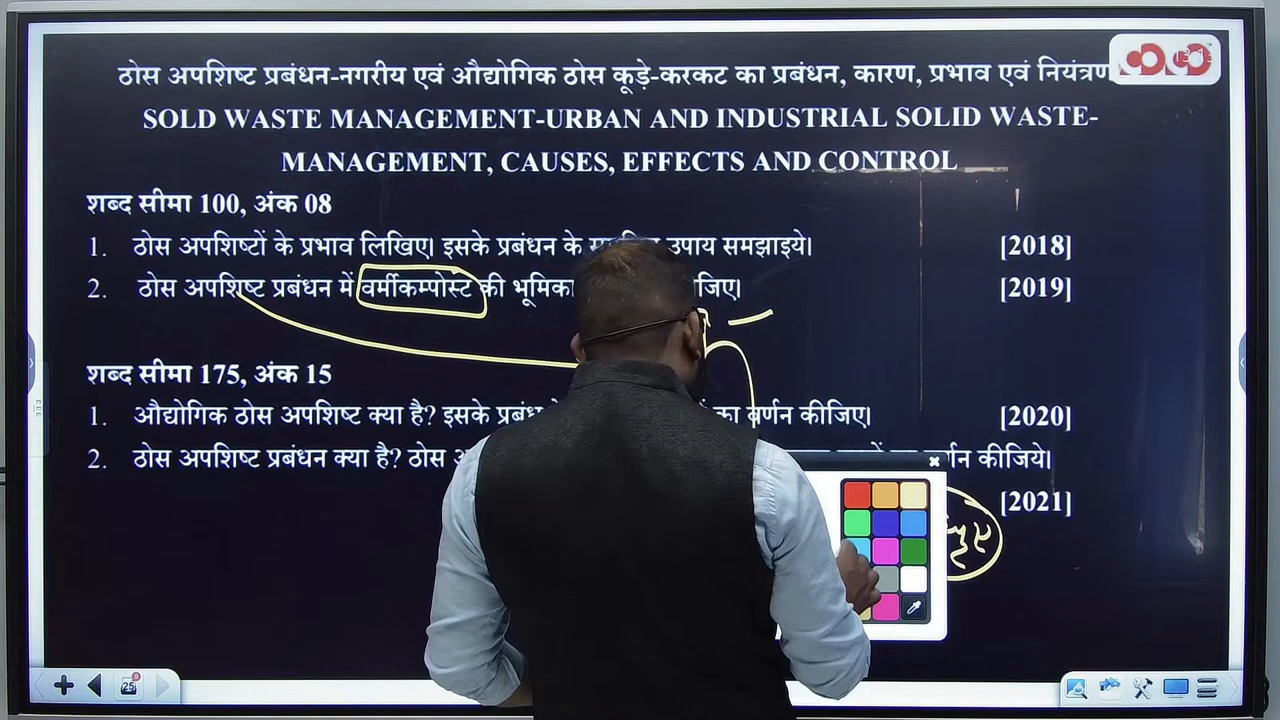 ठोस अपशिष्ट प्रबंधन-नगरीय एवं औद्योगिक ठोस कूड़े-करकट का प्रबंधन, कारण, प्रभाव एवं नियंत्रण
SOLD WASTE MANAGEMENT-URBAN AND INDUSTRIAL SOLID WASTE-
MANAGEMENT, CAUSES, EFFECTS AND CONTROL
शब्द सीमा 100, अंक 08
1. ठोस अपशिष्टों के प्रभाव लिखिए। इसके प्रबंधन के उपाय समझाइये। [2018]
2. ठोस अपशिष्ट प्रबंधन में वर्मीकम्पोस्ट की भूमिका [2019]
शब्द सीमा 175, अंक 15
1. औद्योगिक ठोस अपशिष्ट क्या है? इसके का वर्णन कीजिए। [2020]
2. ठोस अपशिष्ट प्रबंधन क्या है? ठोस कीजिये।
[2021]
25